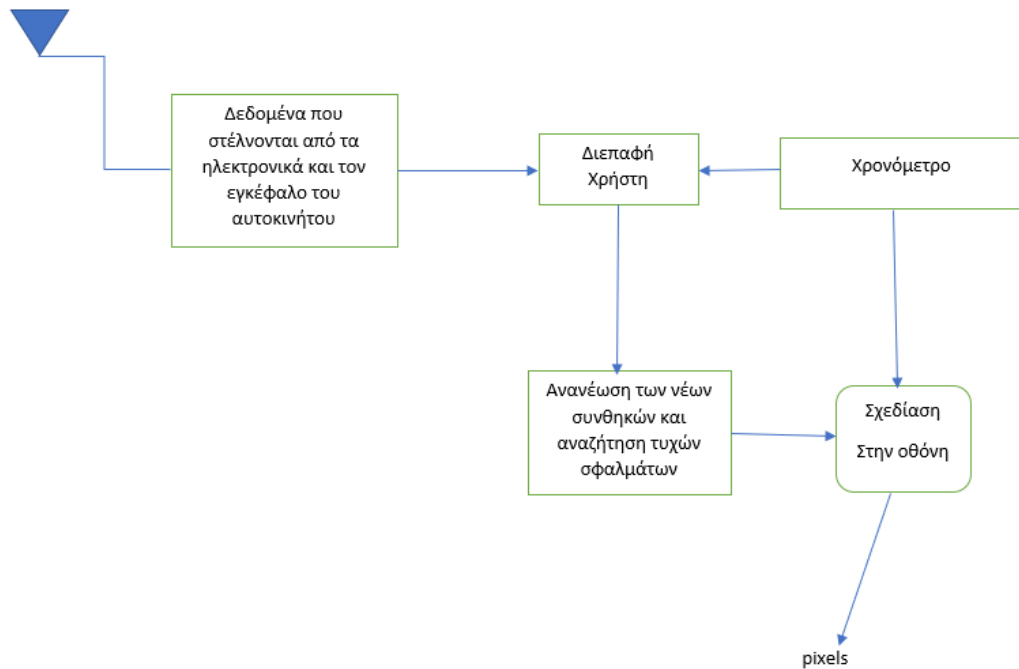 Δεδομένα που
στέλνονται από τα
ηλεκτρονικά και τον
εγκέφαλο του
αυτοκινήτου
Διεπαφή
Χρήστη
Χρονόμετρο
Ανανέωση των νέων
συνθηκών και
αναζήτηση τυχών
σφαλμάτων
Σχεδίαση
Στην οθόνη
pixels